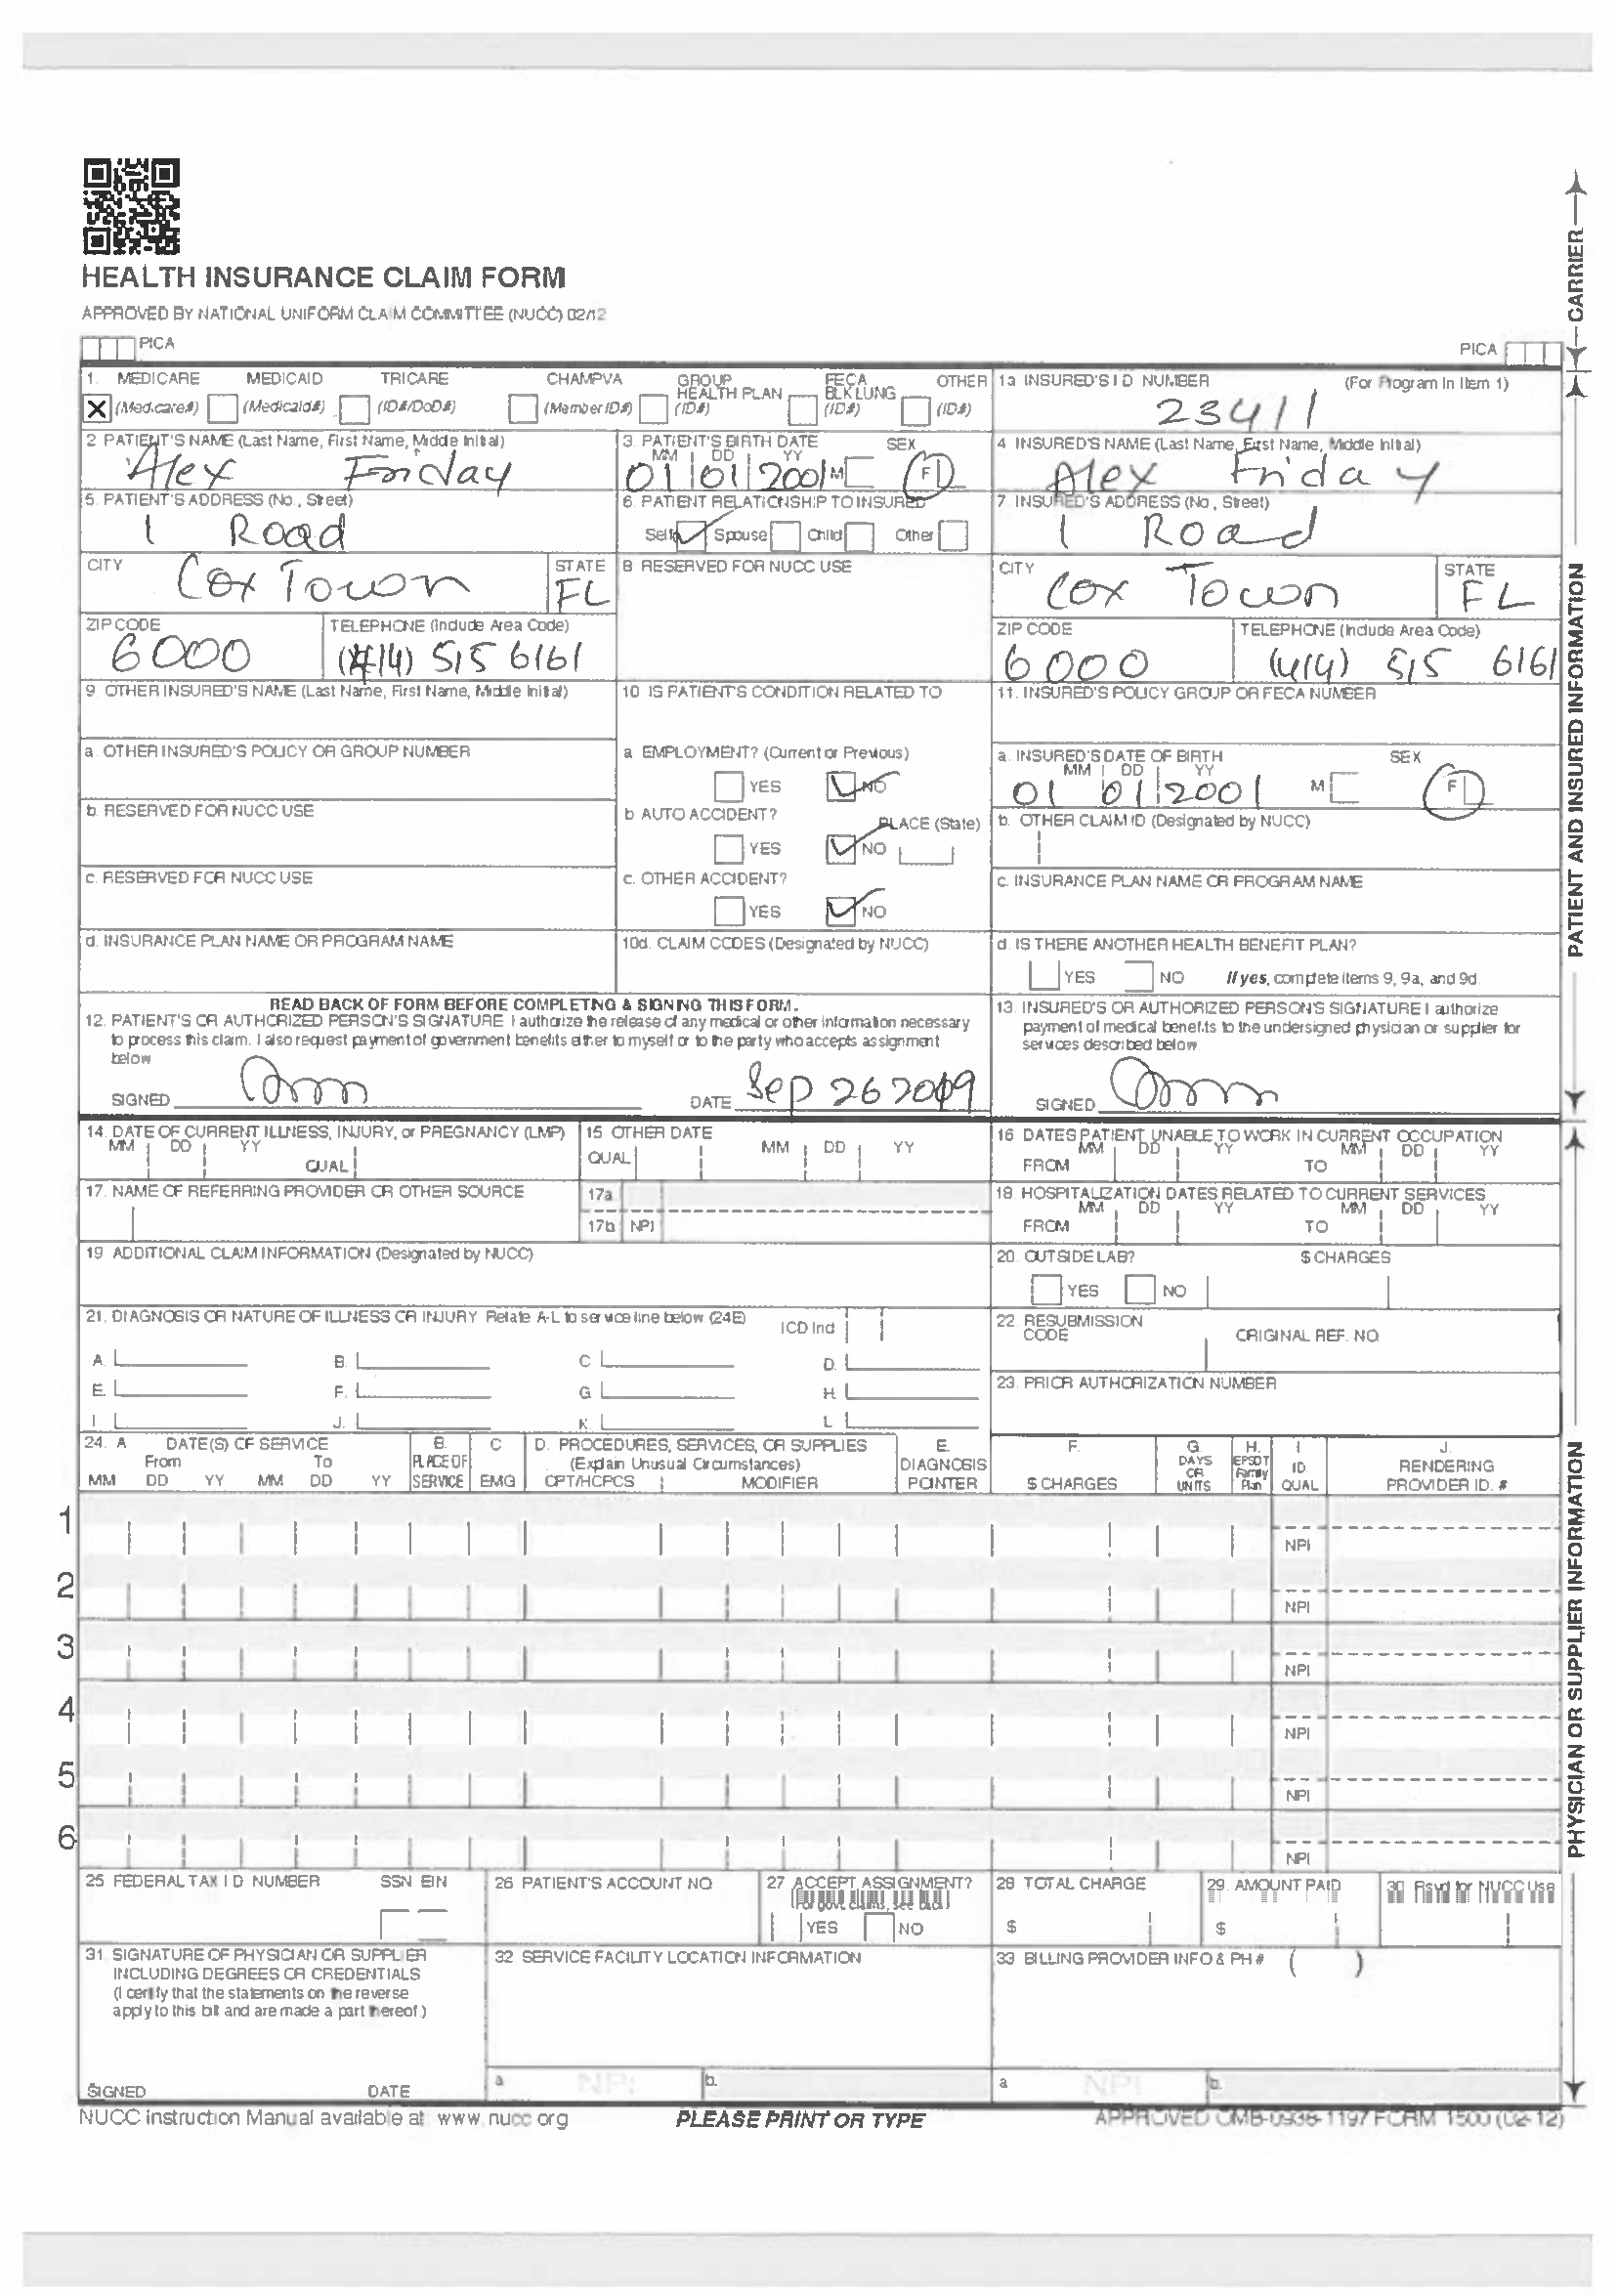 HEALTH INSURANCE CLAIM FORM
APPROVED BY NATIONAL UNIFORM CLAIM COMMITTEE (NUCC) 02/12
PICA
PICA
1. MEDICARE MEDICAID TRICARE CHAMPVA GROUP HEALTH PLAN FECA BLK LUNG OTHER
(Medicare#) (Medicaid#) (ID#/DoD#) (Member ID#) (ID#) (ID#) (ID#)
1a INSURED'S I D NUMBER (For Program In Item 1)
23411
2 PATIENT'S NAME (Last Name, First Name, Middle Initial)
Alex Friday
3. PATIENT'S BIRTH DATE SEX
MM DD YY
01 01 2001 M F
4 INSURED'S NAME (Last Name, First Name, Middle Initial)
Alex Friday
5. PATIENT'S ADDRESS (No., Street)
1 Road
6. PATIENT RELATIONSHIP TO INSURED
Self Spouse Child Other
7. INSURED'S ADDRESS (No, Street)
1 Road
CITY
Cox Town
STATE
FL
8 RESERVED FOR NUCC USE
CITY
Cox Town
STATE
FL
ZIP CODE
6000
TELEPHONE (Include Area Code)
(414) 515 6161
ZIP CODE
6000
TELEPHONE (Include Area Code)
(414) 515 6161
9. OTHER INSURED'S NAME (Last Name, First Name, Middle Initial)
10 IS PATIENT'S CONDITION RELATED TO
11. INSURED'S POLICY GROUP OR FECA NUMBER
a. OTHER INSURED'S POLICY OR GROUP NUMBER
a EMPLOYMENT? (Current or Previous)
YES NO
a. INSURED'S DATE OF BIRTH SEX
MM DD YY
01 01 2001 M F
b. RESERVED FOR NUCC USE
b AUTO ACCIDENT?
PLACE (State)
YES NO
b. OTHER CLAIM ID (Designated by NUCC)
c. RESERVED FOR NUCC USE
c. OTHER ACCIDENT?
YES NO
c. INSURANCE PLAN NAME OR PROGRAM NAME
d. INSURANCE PLAN NAME OR PROGRAM NAME
10d. CLAIM CODES (Designated by NUCC)
d. IS THERE ANOTHER HEALTH BENEFIT PLAN?
YES NO If yes, complete items 9, 9a, and 9d
READ BACK OF FORM BEFORE COMPLETING & SIGNING THIS FORM.
12. PATIENT'S OR AUTHORIZED PERSON'S SIGNATURE I authorize the release of any medical or other information necessary
to process this claim. I also request payment of government benefits either to myself or to the party who accepts assignment
below
SIGNED
DATE Sep 26 2019
13. INSURED'S OR AUTHORIZED PERSON'S SIGNATURE I authorize
payment of medical benefits to the undersigned physician or supplier for
services described below
SIGNED
14. DATE OF CURRENT ILLNESS, INJURY, or PREGNANCY (LMP)
MM DD YY
QUAL
15 OTHER DATE
QUAL MM DD YY
16 DATES PATIENT UNABLE TO WORK IN CURRENT OCCUPATION
MM DD YY MM DD YY
FROM TO
17. NAME OF REFERRING PROVIDER OR OTHER SOURCE
17a
17b NPI
18. HOSPITALIZATION DATES RELATED TO CURRENT SERVICES
MM DD YY MM DD YY
FROM TO
19 ADDITIONAL CLAIM INFORMATION (Designated by NUCC)
20. OUTSIDE LAB? $ CHARGES
YES NO
21. DIAGNOSIS OR NATURE OF ILLNESS OR INJURY Relate A-L to service line below (24E)
ICD Ind
A. B. C D.
E. F. G H.
I. J. K. L
22. RESUBMISSION
CODE ORIGINAL REF. NO
23. PRIOR AUTHORIZATION NUMBER
24. A DATE(S) OF SERVICE B. C D. PROCEDURES, SERVICES, OR SUPPLIES E. F. G. H. I J.
From To PLACE OF (Explain Unusual Circumstances) DIAGNOSIS DAYS OR UNITS EPSDT Family Plan ID. RENDERING
MM DD YY MM DD YY SERVICE EMG CPT/HCPCS MODIFIER POINTER $ CHARGES QUAL PROVIDER ID. #
1
NPI
2
NPI
3
NPI
4
NPI
5
NPI
6
NPI
25 FEDERAL TAX I D NUMBER SSN EIN
26 PATIENT'S ACCOUNT NO
27 ACCEPT ASSIGNMENT?
(For govt. claims, see back)
YES NO
28 TOTAL CHARGE
$
29. AMOUNT PAID
$
30 Rsvd for NUCC Use
31 SIGNATURE OF PHYSICIAN OR SUPPLIER
INCLUDING DEGREES OR CREDENTIALS
(I certify that the statements on the reverse
apply to this bill and are made a part thereof.)
SIGNED DATE
32 SERVICE FACILITY LOCATION INFORMATION
a NPI b.
33 BILLING PROVIDER INFO & PH # ( )
a NPI b.
NUCC Instruction Manual available at www.nucc.org
PLEASE PRINT OR TYPE
APPROVED OMB-0938-1197 FORM 1500 (02-12)
CARRIER
PATIENT AND INSURED INFORMATION
PHYSICIAN OR SUPPLIER INFORMATION